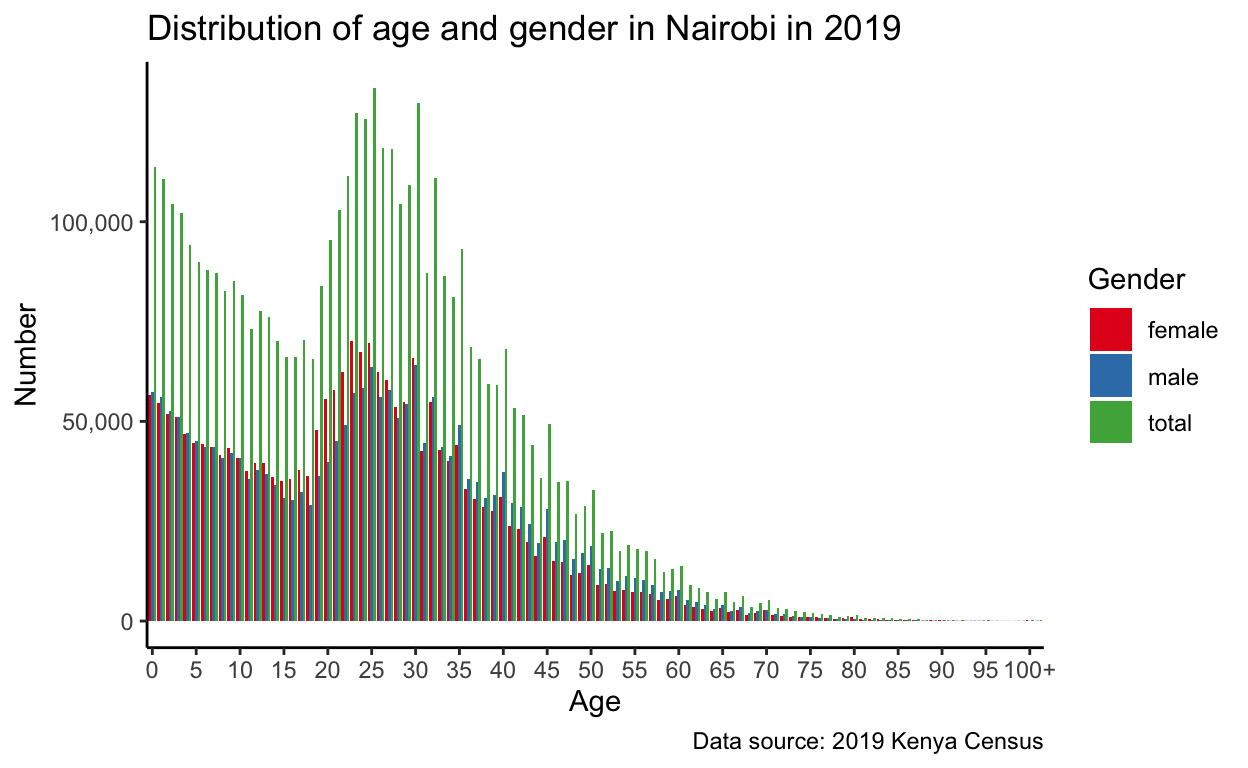 Distribution of age and gender in Nairobi in 2019
Number
100,000
50,000
0
0 5 10 15 20 25 30 35 40 45 50 55 60 65 70 75 80 85 90 95 100+
Age
Gender
female
male
total
Data source: 2019 Kenya Census